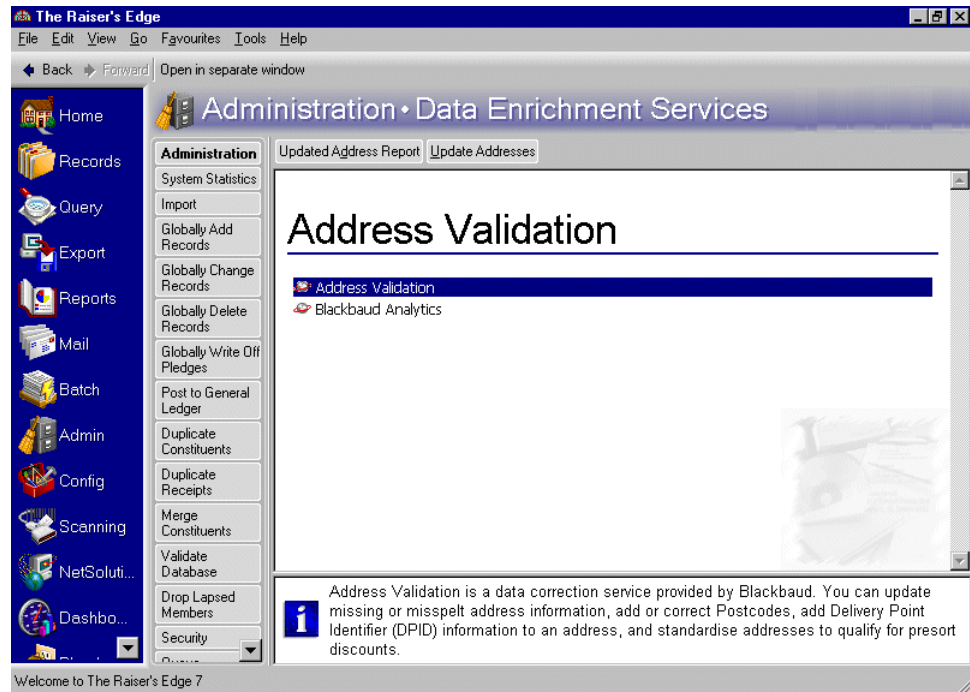 The Raiser's Edge
File Edit View Go Favourites Tools Help
Back Forward Open in separate window
Administration • Data Enrichment Services
Home
Records
Query
Export
Reports
Mail
Batch
Admin
Config
Scanning
NetSoluti...
Dashbo...
Administration
System Statistics
Import
Globally Add
Records
Globally Change
Records
Globally Delete
Records
Globally Write Off
Pledges
Post to General
Ledger
Duplicate
Constituents
Duplicate
Receipts
Merge
Constituents
Validate
Database
Drop Lapsed
Members
Security
Updated Address Report Update Addresses
Address Validation
Address Validation
Blackbaud Analytics
Address Validation is a data correction service provided by Blackbaud. You can update
missing or misspelt address information, add or correct Postcodes, add Delivery Point
Identifier (DPID) information to an address, and standardise addresses to qualify for presort
discounts.
Welcome to The Raiser's Edge 7